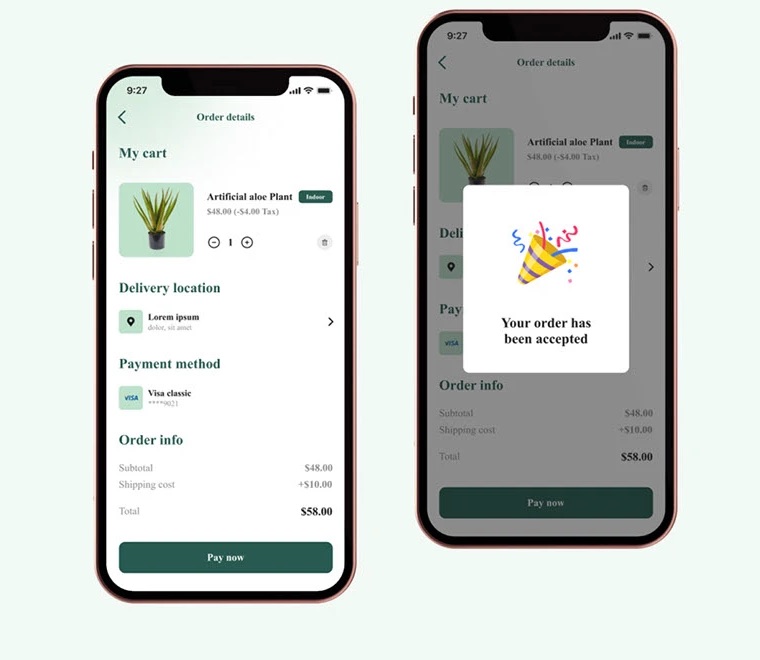 9:27
Order details
My cart
Artificial aloe Plant Indoor
$48.00 (-$4.00 Tax)
1
Delivery location
Lorem ipsum
dolor, sit amet
Payment method
VISA Visa classic
****9021
Order info
Subtotal $48.00
Shipping cost +$10.00
Total $58.00
Pay now
9:27
Order details
My cart
Artificial aloe Plant Indoor
$48.00 (-$4.00 Tax)
Deli
Pay
VISA
Your order has
been accepted
Order info
Subtotal $48.00
Shipping cost +$10.00
Total $58.00
Pay now